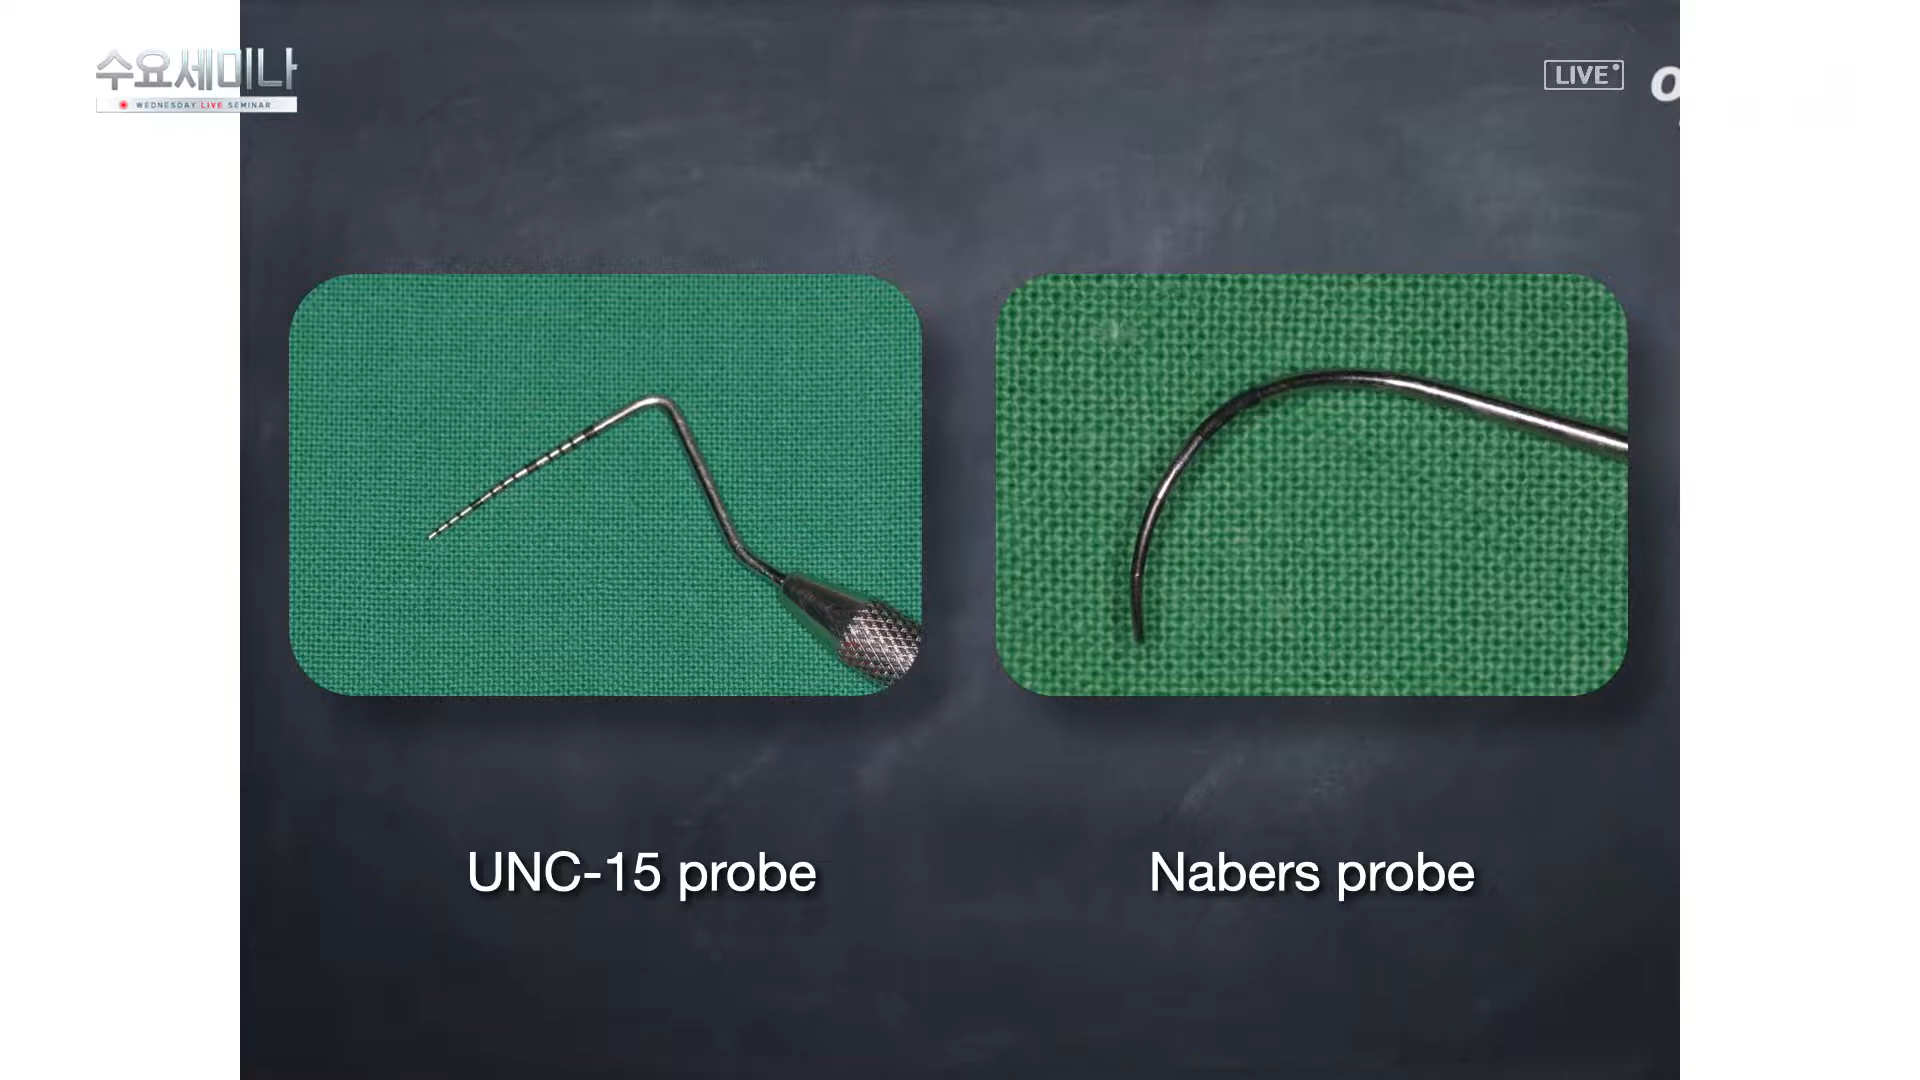 수요세미나
WEDNESDAY LIVE SEMINAR
LIVE
UNC-15 probe
Nabers probe